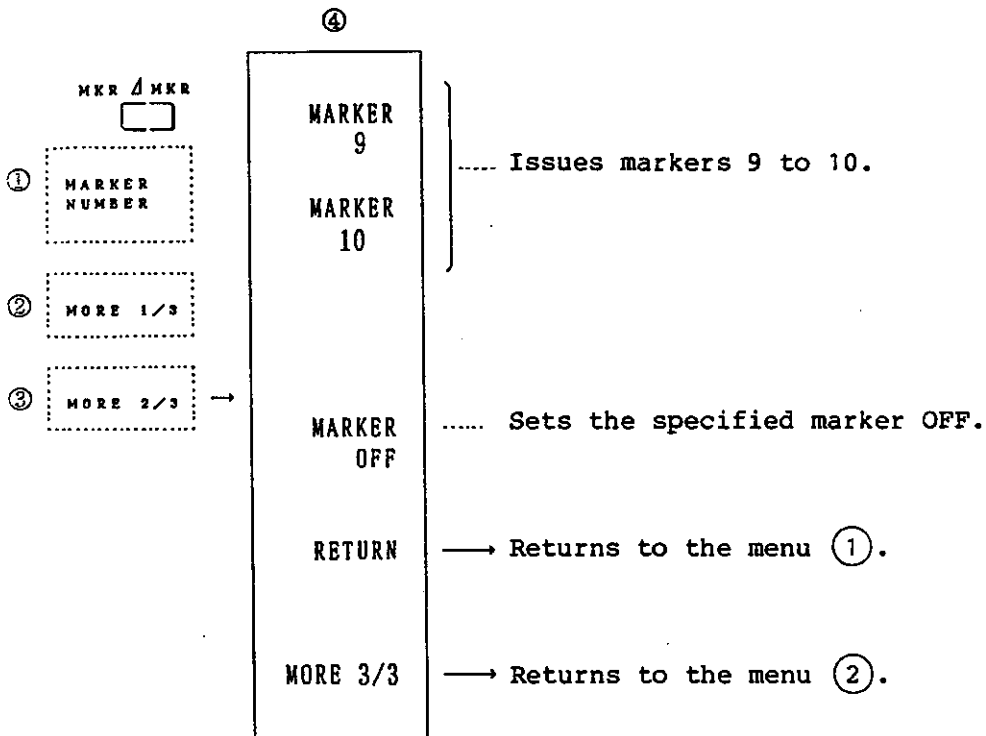 ④
MKR ⊿ MKR
① MARKER
NUMBER
② MORE 1/3
③ MORE 2/3 →
MARKER
9
MARKER
10
..... Issues markers 9 to 10.
MARKER
OFF
...... Sets the specified marker OFF.
RETURN → Returns to the menu ①.
MORE 3/3 → Returns to the menu ②.